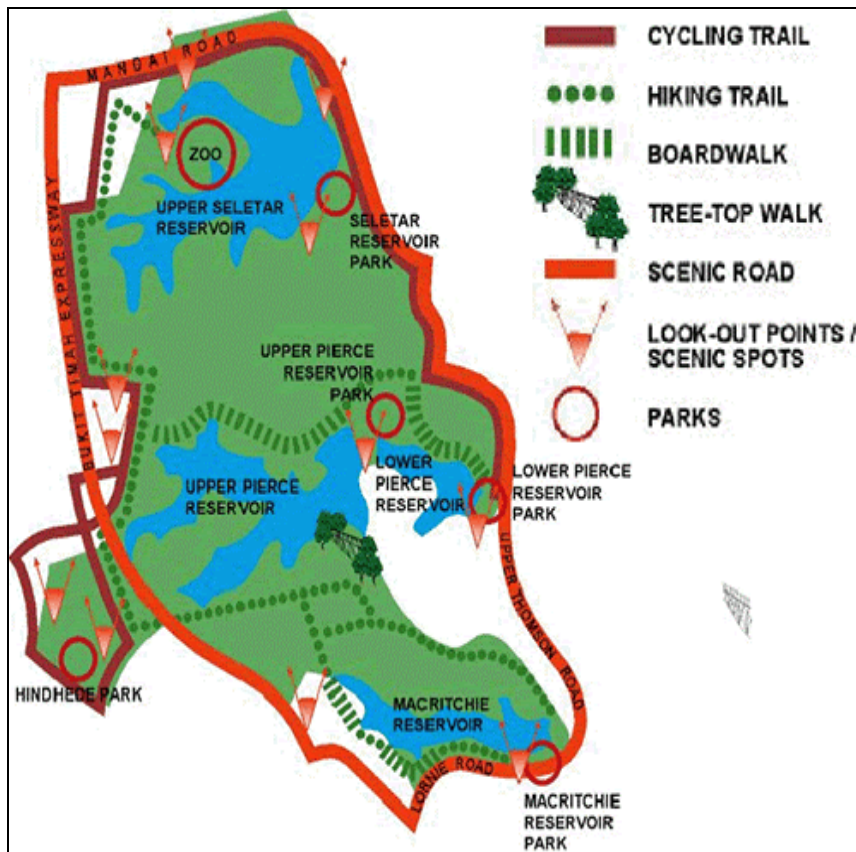 MANGAI ROAD
ZOO
UPPER SELETAR
RESERVOIR
SELETAR
RESERVOIR
PARK
BUKIT TIMAH EXPRESSWAY
UPPER PIERCE
RESERVOIR
PARK
UPPER PIERCE
RESERVOIR
LOWER
PIERCE
RESERVOIR
LOWER PIERCE
RESERVOIR
PARK
UPPER THOMSON ROAD
HINDHEDE PARK
MACRITCHIE
RESERVOIR
LORNIE ROAD
MACRITCHIE
RESERVOIR
PARK
CYCLING TRAIL
HIKING TRAIL
BOARDWALK
TREE-TOP WALK
SCENIC ROAD
LOOK-OUT POINTS /
SCENIC SPOTS
PARKS